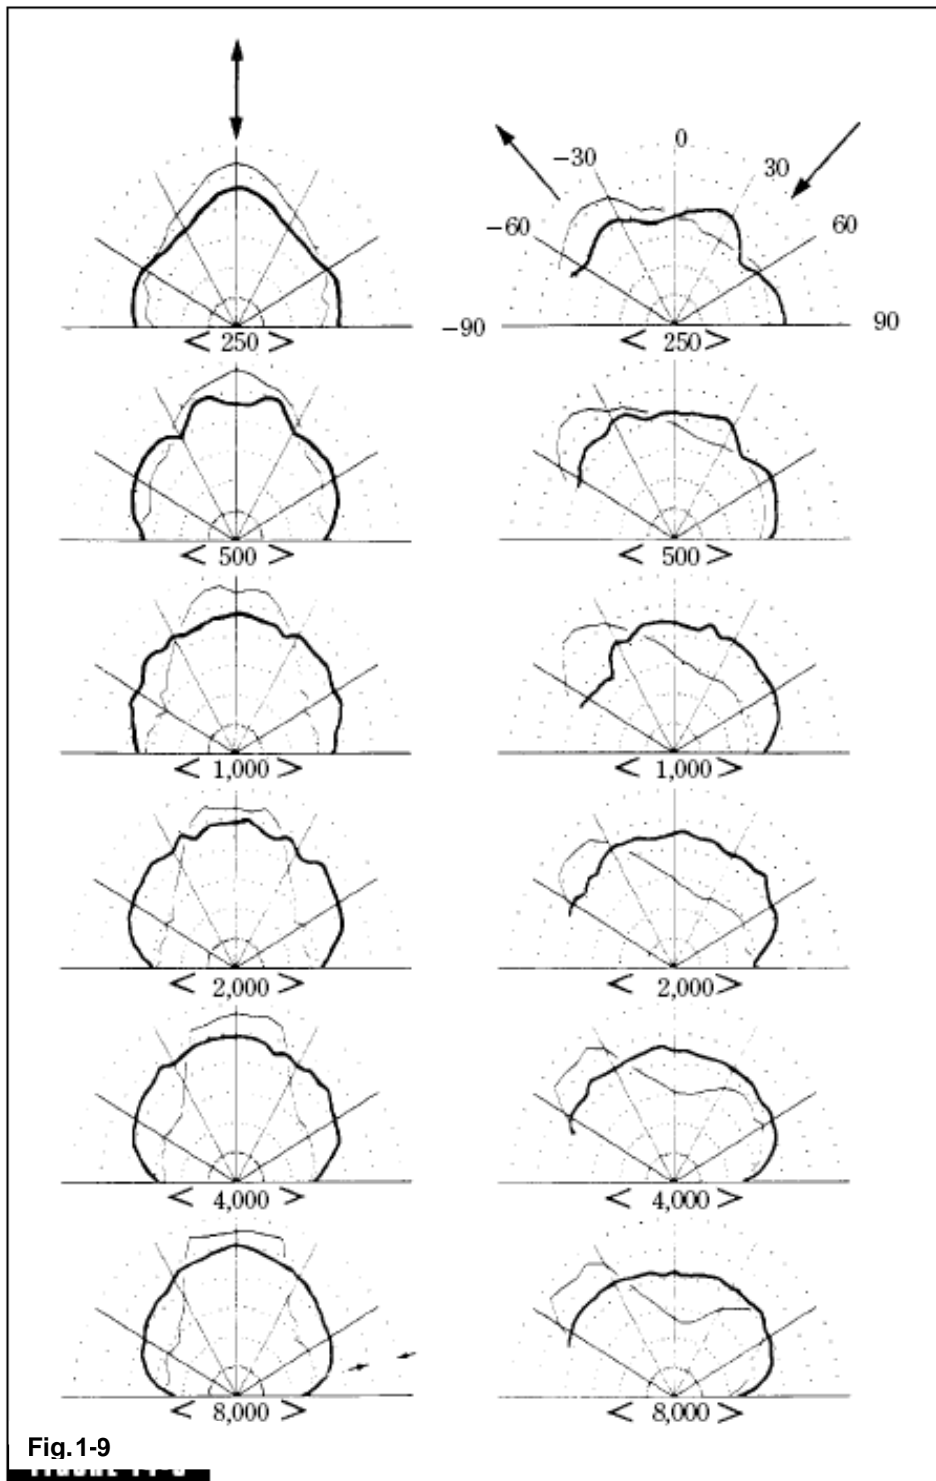 0
-30
30
-60
60
-90
90
< 250 >
< 250 >
< 500 >
< 500 >
< 1,000 >
< 1,000 >
< 2,000 >
< 2,000 >
< 4,000 >
< 4,000 >
< 8,000 >
< 8,000 >
Fig.1-9